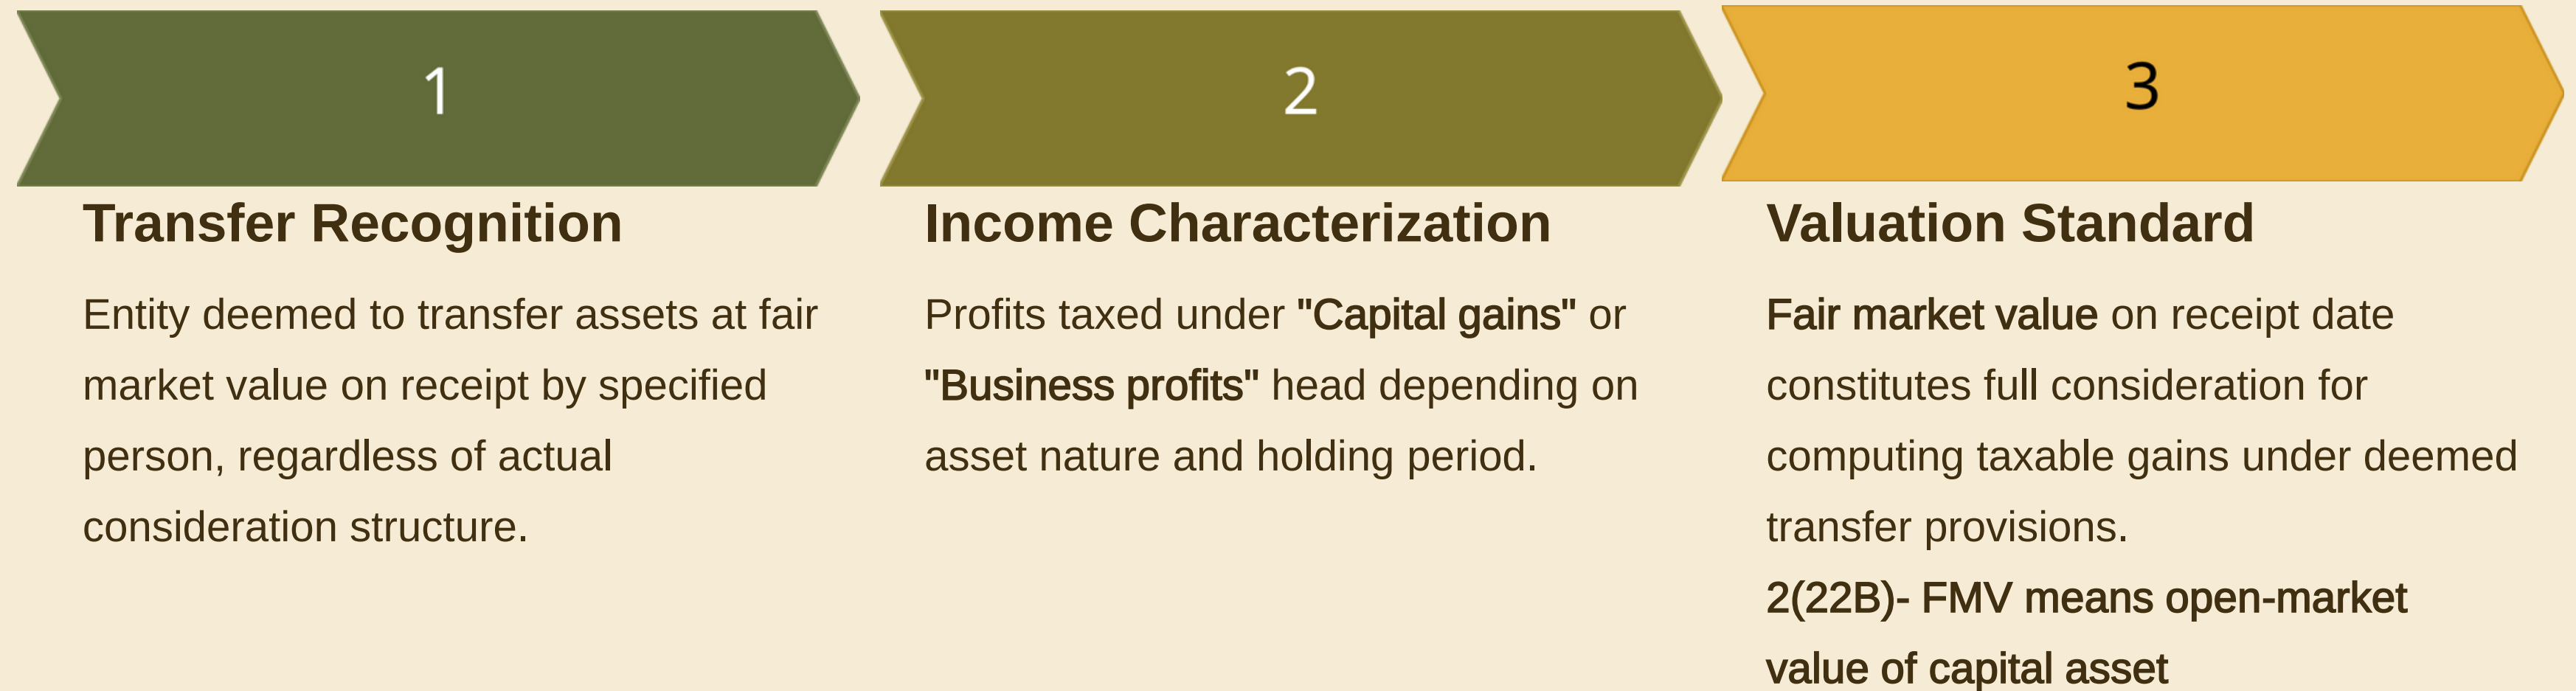 1
Transfer Recognition
Entity deemed to transfer assets at fair
market value on receipt by specified
person, regardless of actual
consideration structure.
2
Income Characterization
Profits taxed under "Capital gains" or
"Business profits" head depending on
asset nature and holding period.
3
Valuation Standard
Fair market value on receipt date
constitutes full consideration for
computing taxable gains under deemed
transfer provisions.
2(22B)- FMV means open-market
value of capital asset